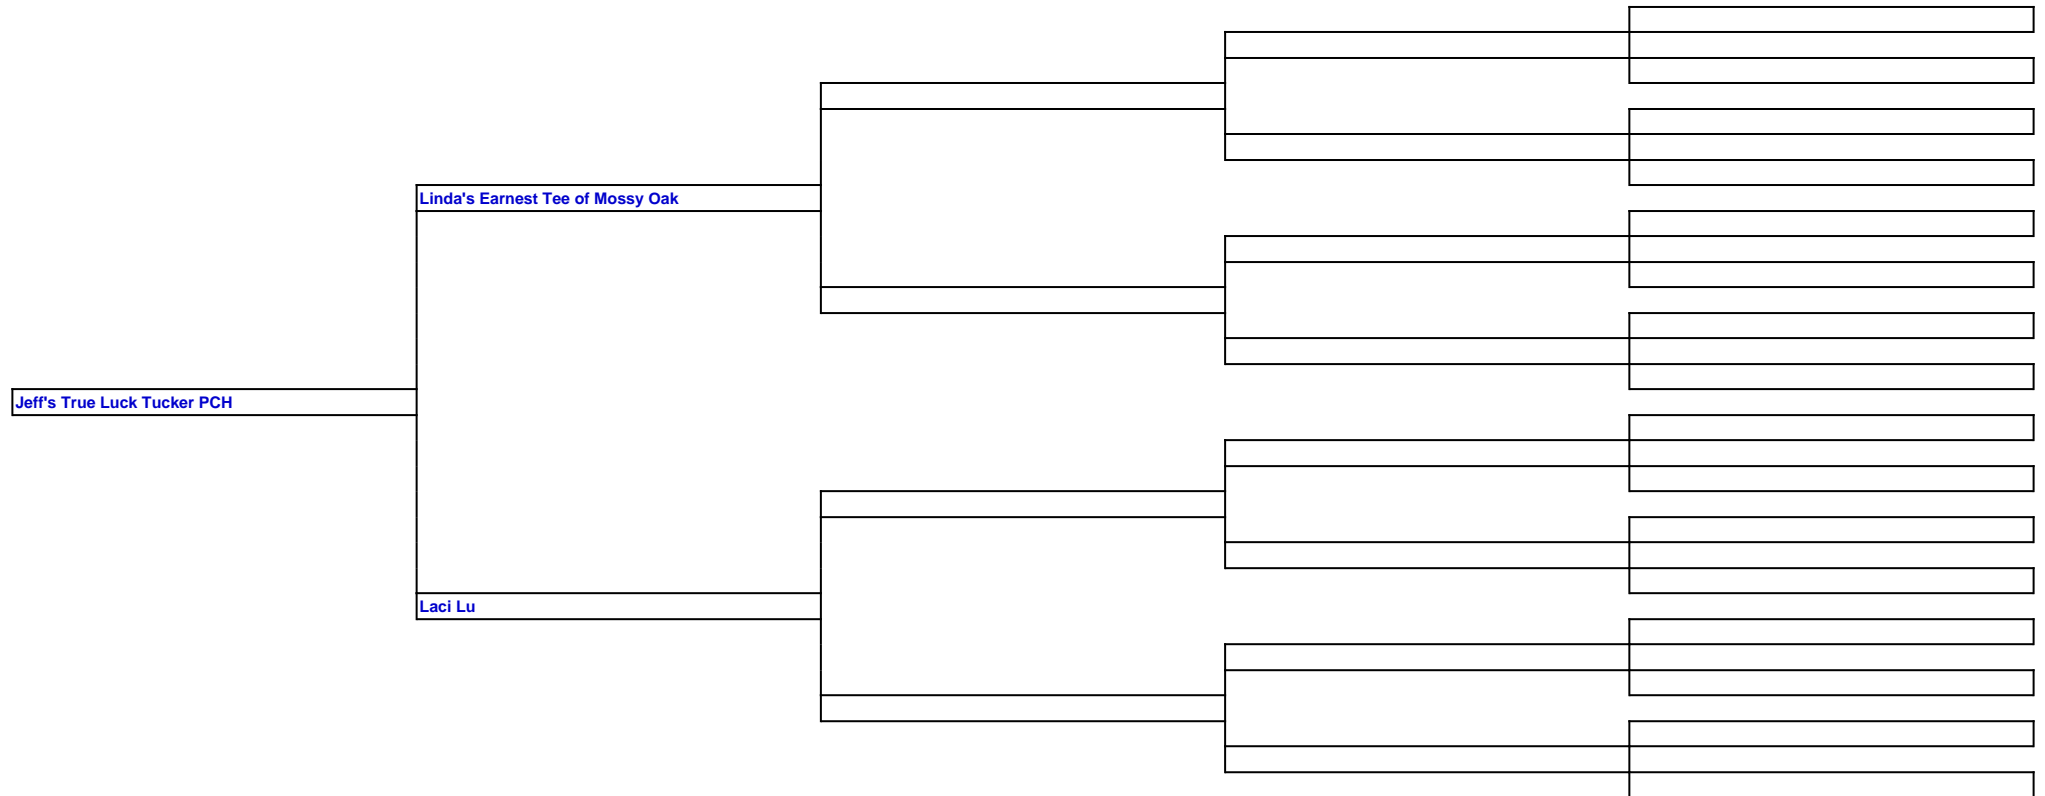 Linda's Earnest Tee of Mossy Oak
Jeff's True Luck Tucker PCH
Laci Lu